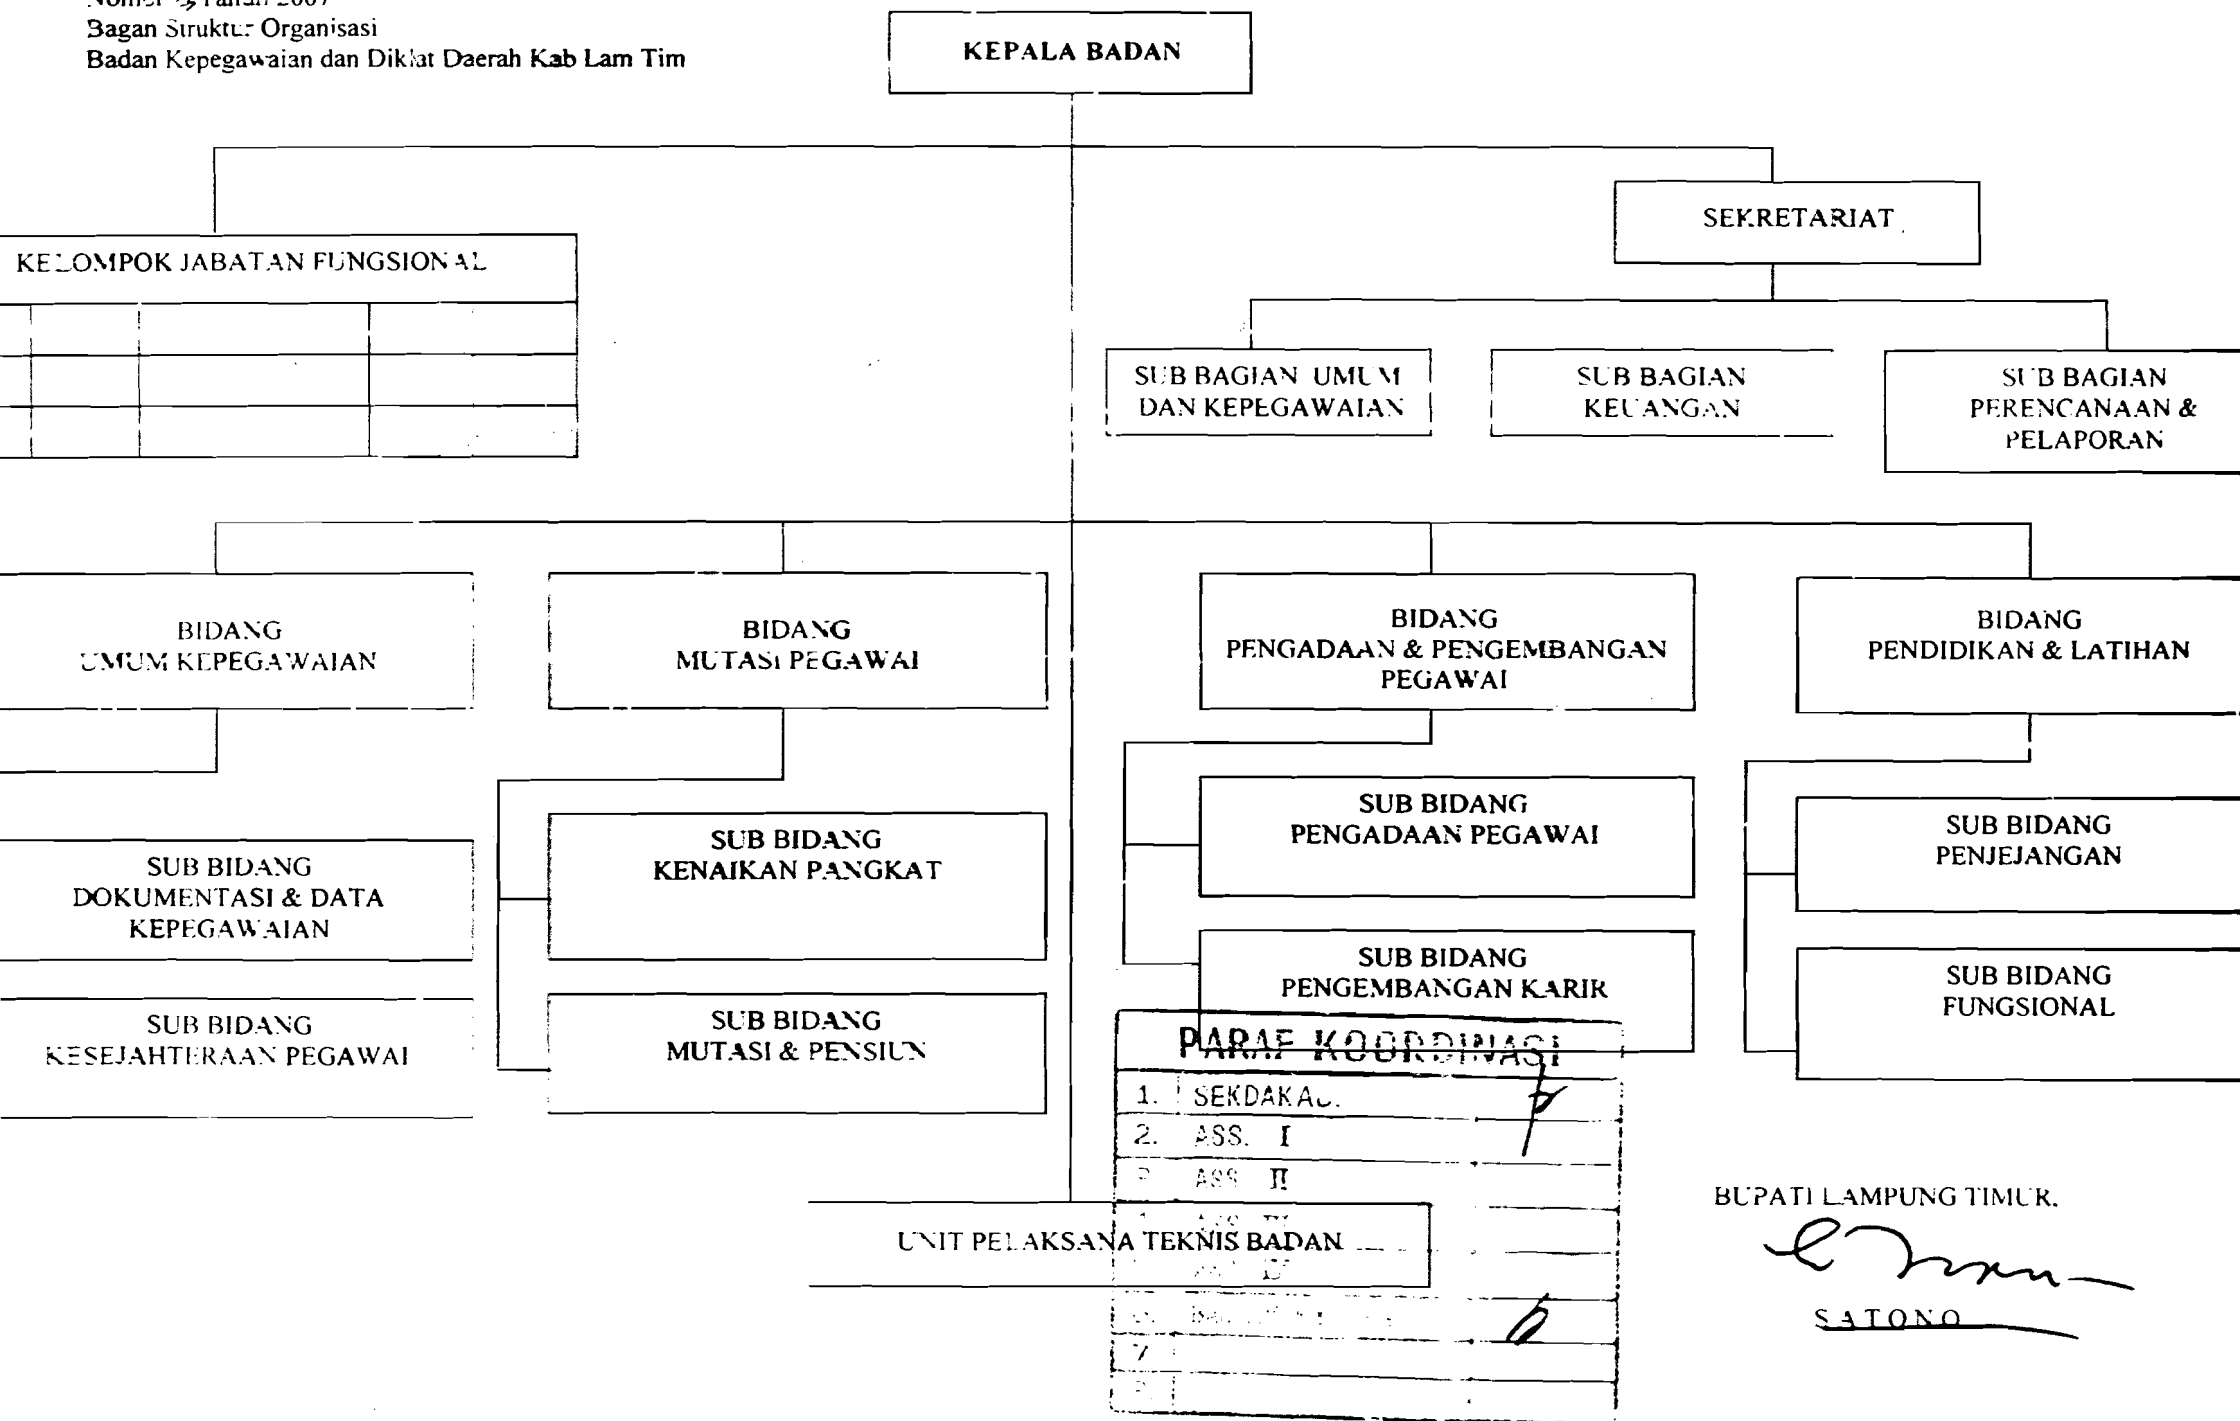 Tahun 2007
Bagan Struktur Organisasi
Badan Kepegawaian dan Diklat Daerah Kab Lam Tim
KEPALA BADAN
SEKRETARIAT
KELOMPOK JABATAN FUNGSIONAL
SUB BAGIAN UMUM
DAN KEPEGAWAIAN
SUB BAGIAN
KEUANGAN
SUB BAGIAN
PERENCANAAN &
PELAPORAN
BIDANG
UMUM KEPEGAWAIAN
BIDANG
MUTASI PEGAWAI
BIDANG
PENGADAAN & PENGEMBANGAN
PEGAWAI
BIDANG
PENDIDIKAN & LATIHAN
SUB BIDANG
DOKUMENTASI & DATA
KEPEGAWAIAN
SUB BIDANG
KENAIKAN PANGKAT
SUB BIDANG
PENGADAAN PEGAWAI
SUB BIDANG
PENJEJANGAN
SUB BIDANG
KESEJAHTERAAN PEGAWAI
SUB BIDANG
MUTASI & PENSIUN
SUB BIDANG
PENGEMBANGAN KARIR
SUB BIDANG
FUNGSIONAL
PARAF KOORDINASI
1. SEKDAKAB.
2. ASS. I
ASS II
UNIT PELAKSANA TEKNIS BADAN
7
BUPATI LAMPUNG TIMUR.
SATONO